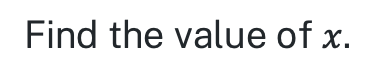 Find the value of x.